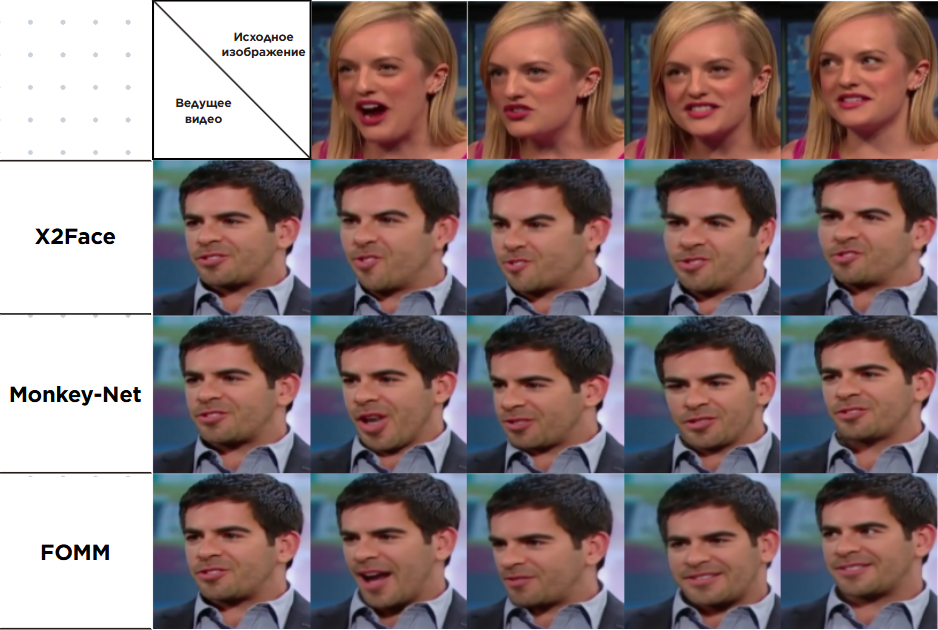 Исходное
изображение
Ведущее
видео
X2Face
Monkey-Net
FOMM